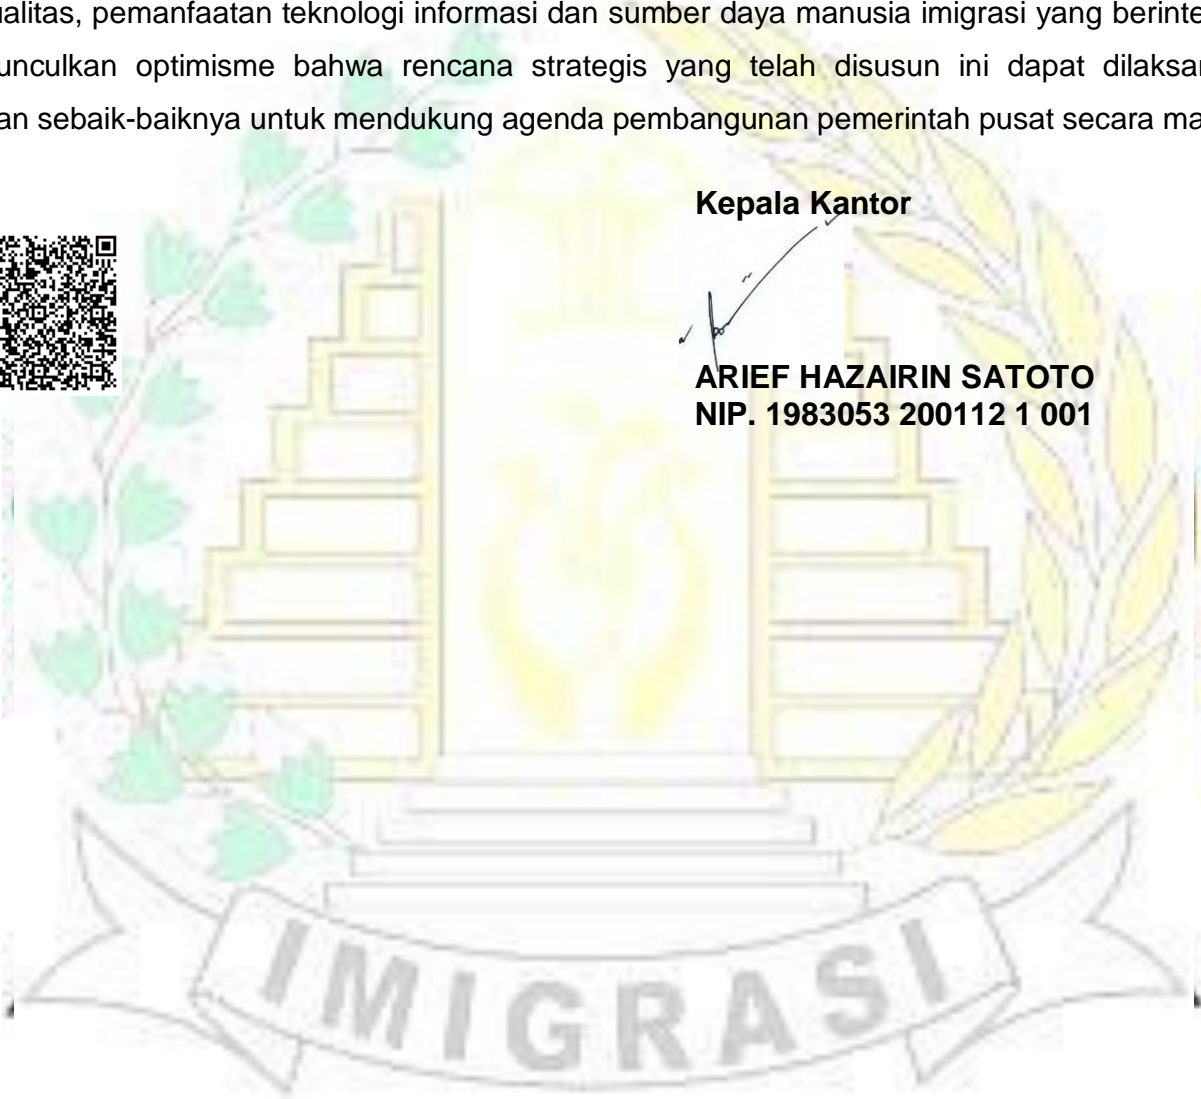 ualitas, pemanfaatan teknologi informasi dan sumber daya manusia imigrasi yang berinte
unculkan optimisme bahwa rencana strategis yang telah disusun ini dapat dilaksa
an sebaik-baiknya untuk mendukung agenda pembangunan pemerintah pusat secara ma
Kepala Kantor
ARIEF HAZAIRIN SATOTO
NIP. 1983053 200112 1 001
IMIGRASI